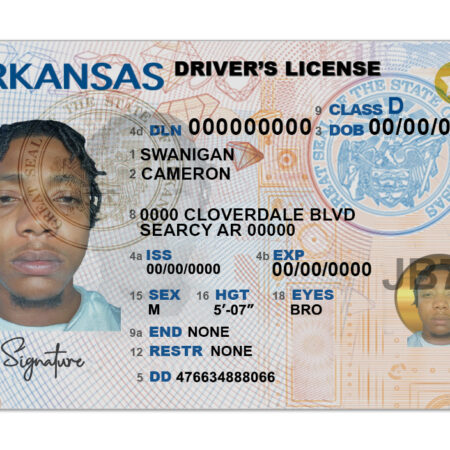 RKANSAS DRIVER'S LICENSE
9 CLASS D
4d DLN 000000000 3 DOB 00/00/0
1 SWANIGAN
2 CAMERON
8 0000 CLOVERDALE BLVD
SEARCY AR 00000
4a ISS 4b EXP
00/00/0000 00/00/0000
JB7
15 SEX 16 HGT 18 EYES
M 5'-07" BRO
9a END NONE
12 RESTR NONE
Signature
5 DD 476634888066